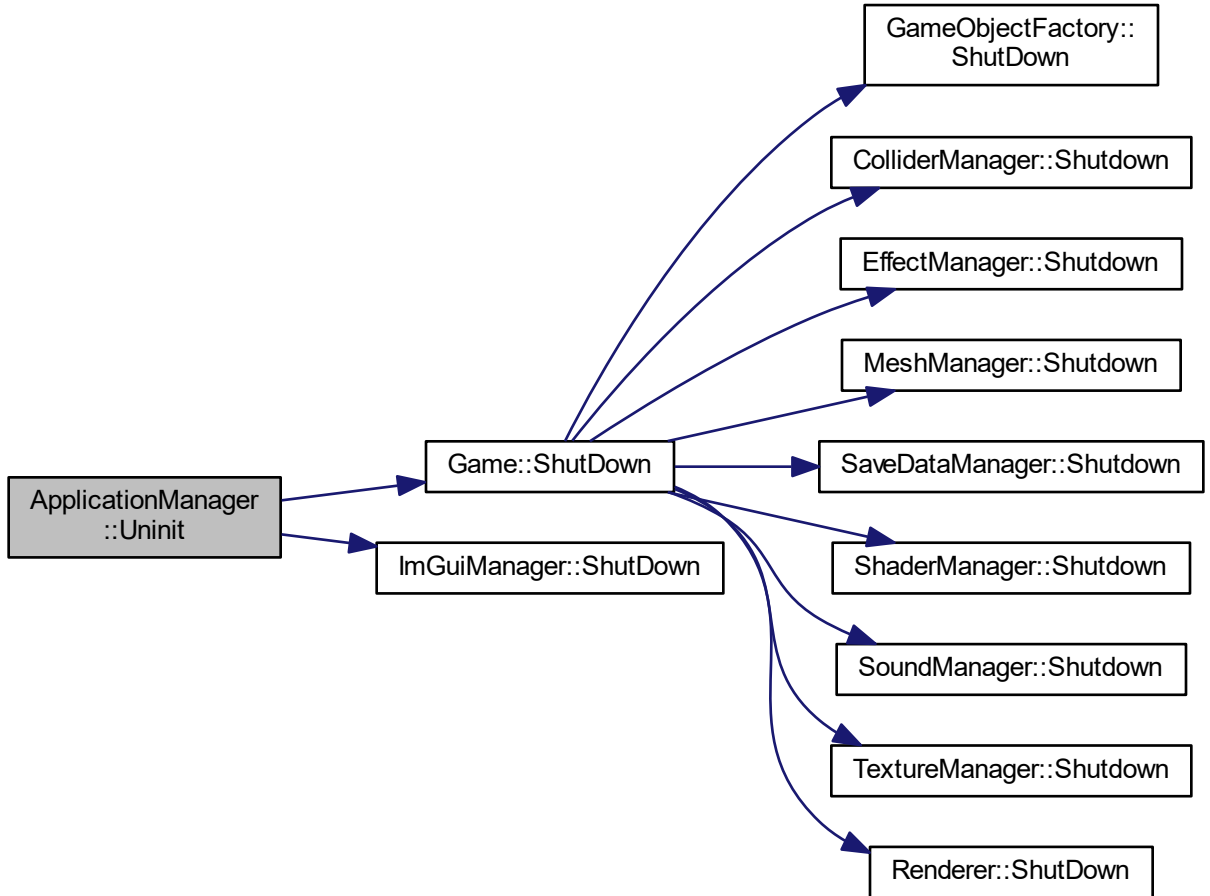 GameObjectFactory::
ShutDown
ColliderManager::Shutdown
EffectManager::Shutdown
MeshManager::Shutdown
Game::ShutDown
SaveDataManager::Shutdown
ApplicationManager
::Uninit
ImGuiManager::ShutDown
ShaderManager::Shutdown
SoundManager::Shutdown
TextureManager::Shutdown
Renderer::ShutDown